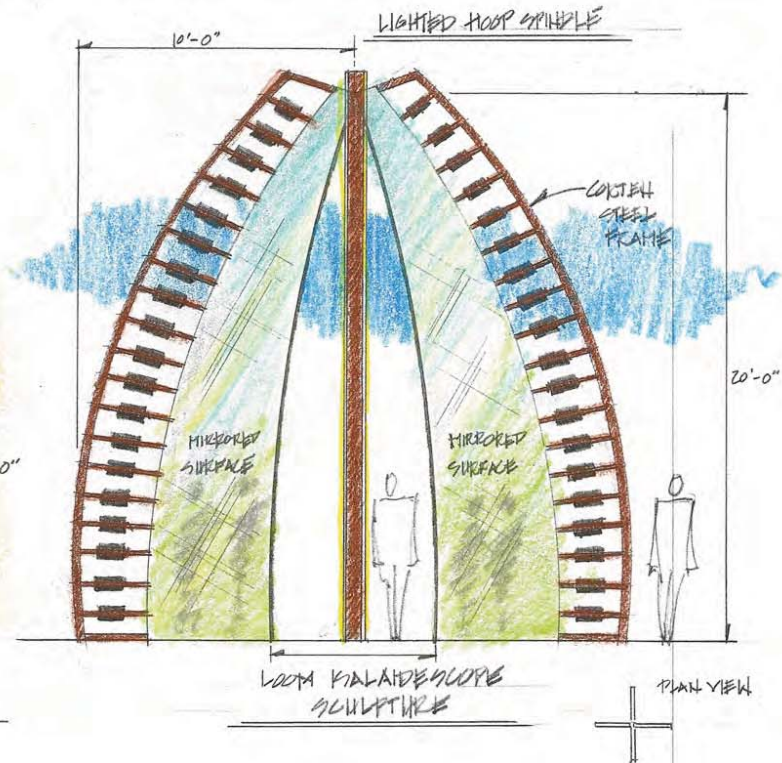 LIGHTED HOOP SPINDLE
10'-0"
CORTEN
STEEL
FRAME
20'-0"
0"
MIRRORED
SURFACE
MIRRORED
SURFACE
LOOM KALAIDESCOPE
SCULPTURE
PLAN VIEW